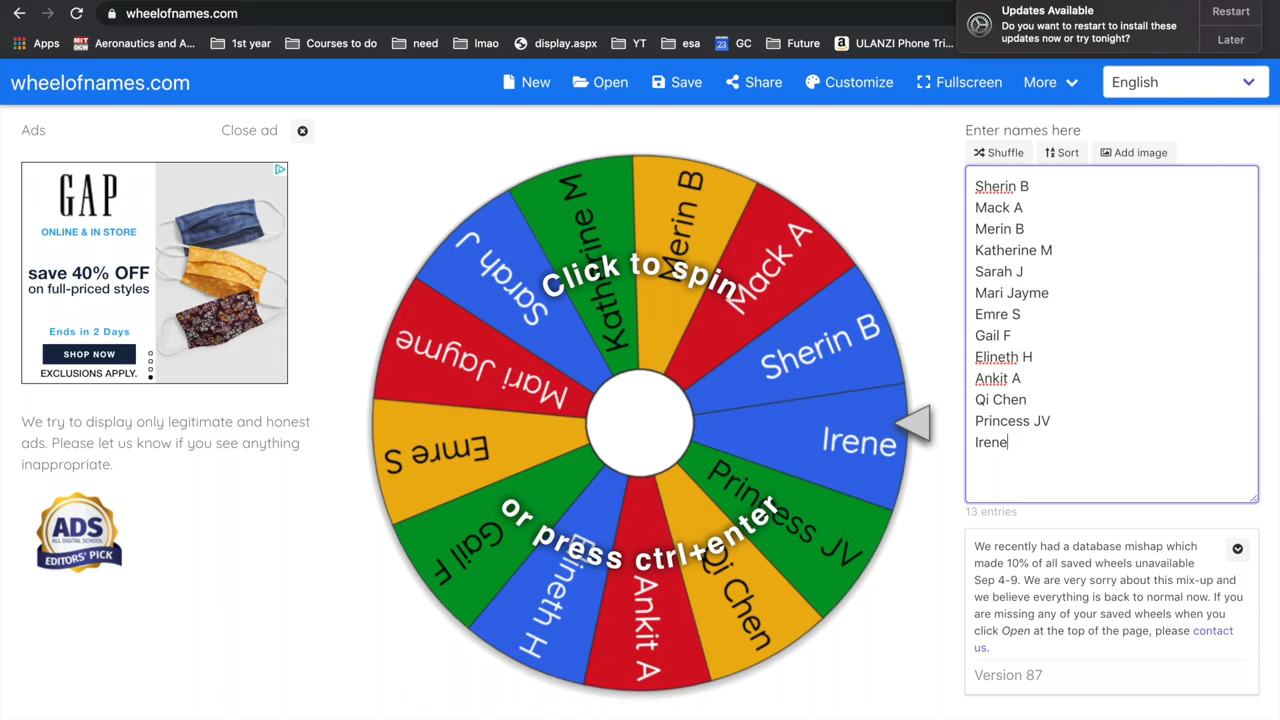 wheelofnames.com
Updates Available
Do you want to restart to install these
updates now or try tonight?
Restart
Later
Apps
MIT
OCW
Aeronautics and A...
1st year
Courses to do
need
lmao
display.aspx
YT
esa
23
GC
Future
a
ULANZI Phone Tri...
wheelofnames.com
New
Open
Save
Share
Customize
Fullscreen
More
English
Ads
Close ad
GAP
ONLINE & IN STORE
save 40% OFF
on full-priced styles
Ends in 2 Days
SHOP NOW
EXCLUSIONS APPLY.
We try to display only legitimate and honest
ads. Please let us know if you see anything
inappropriate.
ADS
ALL DIGITAL SCHOOL
EDITORS' PICK
Click to spin
or press ctrl+enter
Katherine M
Merin B
Mack A
Sherin B
Irene
Princess JV
Qi Chen
Ankit A
Elineth H
Gail F
Emre S
Mari Jayme
Sarah J
Enter names here
Shuffle
Sort
Add image
Sherin B
Mack A
Merin B
Katherine M
Sarah J
Mari Jayme
Emre S
Gail F
Elineth H
Ankit A
Qi Chen
Princess JV
Irene
13 entries
We recently had a database mishap which
made 10% of all saved wheels unavailable
Sep 4-9. We are very sorry about this mix-up and
we believe everything is back to normal now. If you
are missing any of your saved wheels when you
click Open at the top of the page, please contact
us.
Version 87